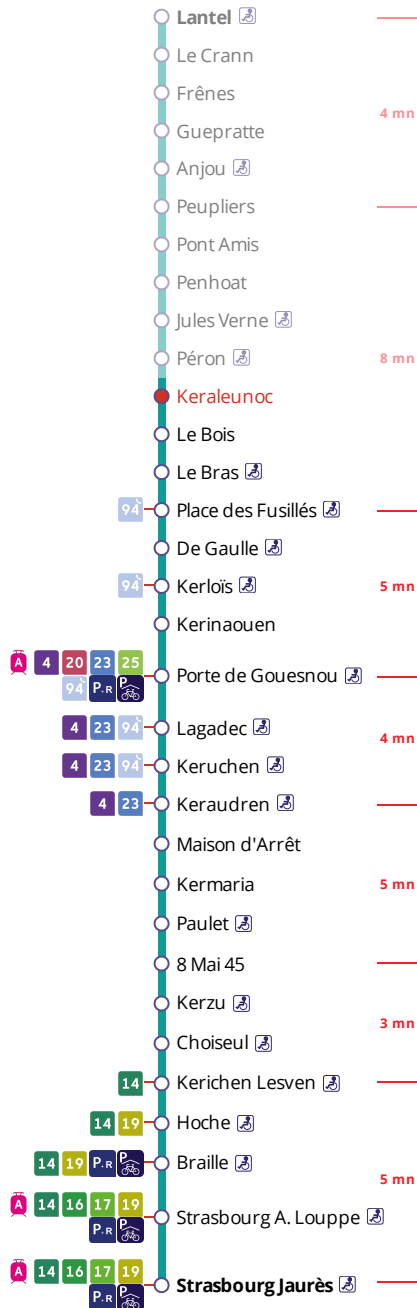 Lantel
Le Crann
Frênes
4 mn
Guepratte
Anjou
Peupliers
Pont Amis
Penhoat
Jules Verne
Péron
8 mn
Keraleunoc
Le Bois
Le Bras
94 Place des Fusillés
De Gaulle
94 Kerloïs
5 mn
Kerinaouen
A 4 20 23 25
94 P.R P
Porte de Gouesnou
4 23 94 Lagadec
4 mn
4 23 94 Keruchen
4 23 Keraudren
Maison d'Arrêt
Kermaria
5 mn
Paulet
8 Mai 45
Kerzu
3 mn
Choiseul
14 Kerichen Lesven
14 19 Hoche
14 19 P.R P Braille
5 mn
A 14 16 17 19
P.R P
Strasbourg A. Louppe
A 14 16 17 19
P.R P
Strasbourg Jaurès